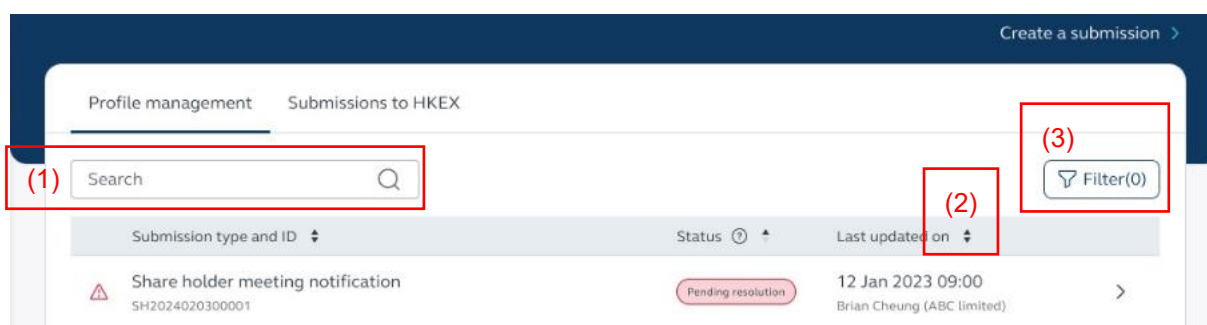 Create a submission
Profile management Submissions to HKEX
(3)
(1) Search Filter(0)
(2)
Submission type and ID Status Last updated on
Share holder meeting notification Pending resolution 12 Jan 2023 09:00
SH2024020300001 Brian Cheung (ABC limited)